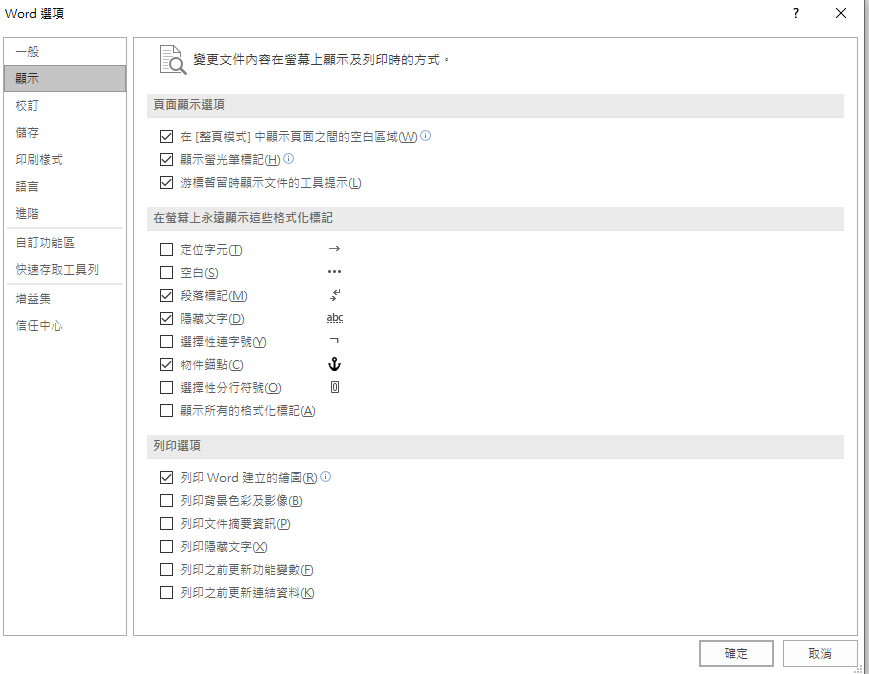 Word 選項
?
一般
顯示
校訂
儲存
印刷樣式
語言
進階
自訂功能區
快速存取工具列
增益集
信任中心
變更文件內容在螢幕上顯示及列印時的方式。
頁面顯示選項
在 [整頁模式] 中顯示頁面之間的空白區域(W)
顯示螢光筆標記(H)
游標暫留時顯示文件的工具提示(L)
在螢幕上永遠顯示這些格式化標記
定位字元(T) →
空白(S) •••
段落標記(M)
隱藏文字(D) abc
選擇性連字號(Y) ¬
物件錨點(C)
選擇性分行符號(O)
顯示所有的格式化標記(A)
列印選項
列印 Word 建立的繪圖(R)
列印背景色彩及影像(B)
列印文件摘要資訊(P)
列印隱藏文字(X)
列印之前更新功能變數(F)
列印之前更新連結資料(K)
確定
取消